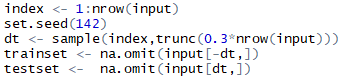 index <- 1:nrow(input)
set.seed(142)
dt <- sample(index,trunc(0.3*nrow(input)))
trainset <- na.omit(input[-dt,])
testset <- na.omit(input[dt,])